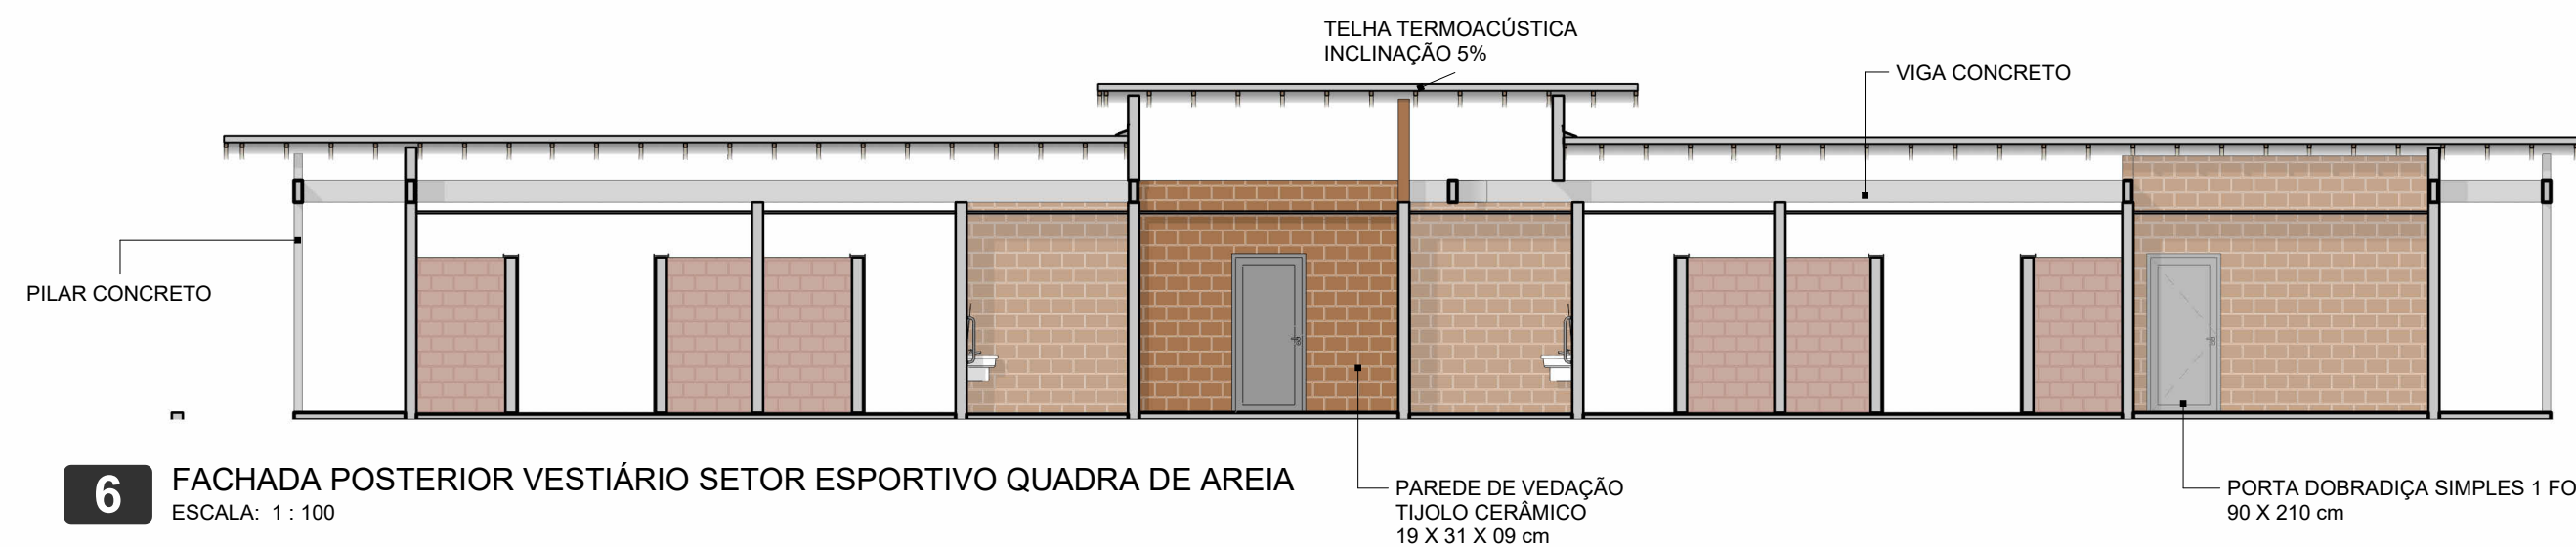 TELHA TERMOACÚSTICA
INCLINAÇÃO 5%
VIGA CONCRETO
PILAR CONCRETO
6
FACHADA POSTERIOR VESTIÁRIO SETOR ESPORTIVO QUADRA DE AREIA
ESCALA: 1 : 100
PAREDE DE VEDAÇÃO
TIJOLO CERÂMICO
19 X 31 X 09 cm
PORTA DOBRADIÇA SIMPLES 1 FO
90 X 210 cm